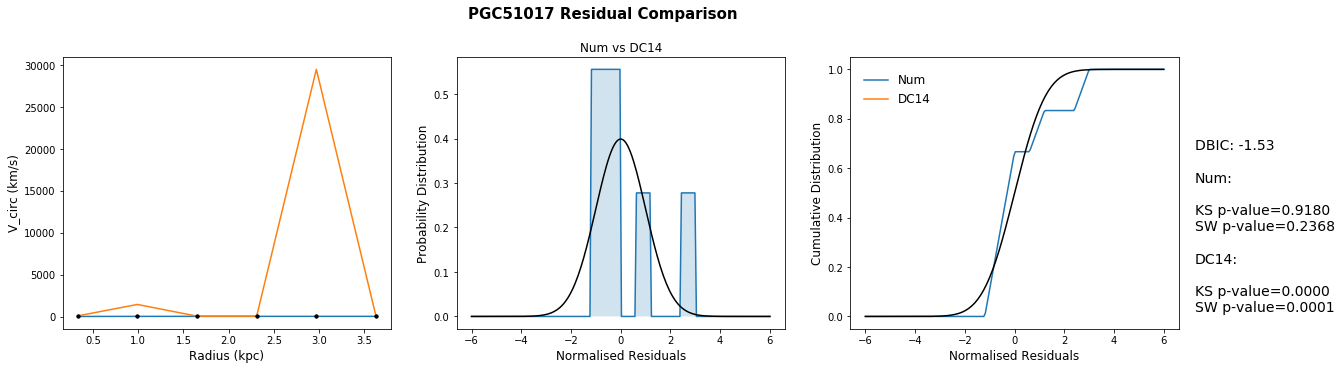 PGC51017 Residual Comparison
V_circ (km/s)
30000
25000
20000
15000
10000
5000
0
0.5 1.0 1.5 2.0 2.5 3.0 3.5
Radius (kpc)
Num vs DC14
Probability Distribution
0.5
0.4
0.3
0.2
0.1
0.0
−6 −4 −2 0 2 4 6
Normalised Residuals
Cumulative Distribution
1.0
0.8
0.6
0.4
0.2
0.0
Num
DC14
−6 −4 −2 0 2 4 6
Normalised Residuals
DBIC: -1.53
Num:
KS p-value=0.9180
SW p-value=0.2368
DC14:
KS p-value=0.0000
SW p-value=0.0001